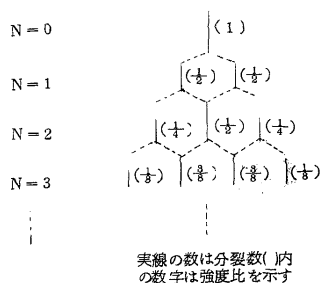 N = 0 (1)
N = 1 (1/2) (1/2)
N = 2 (1/4) (1/2) (1/4)
N = 3 (1/8) (3/8) (3/8) (1/8)
実線の数は分裂数( )内
の数字は強度比を示す